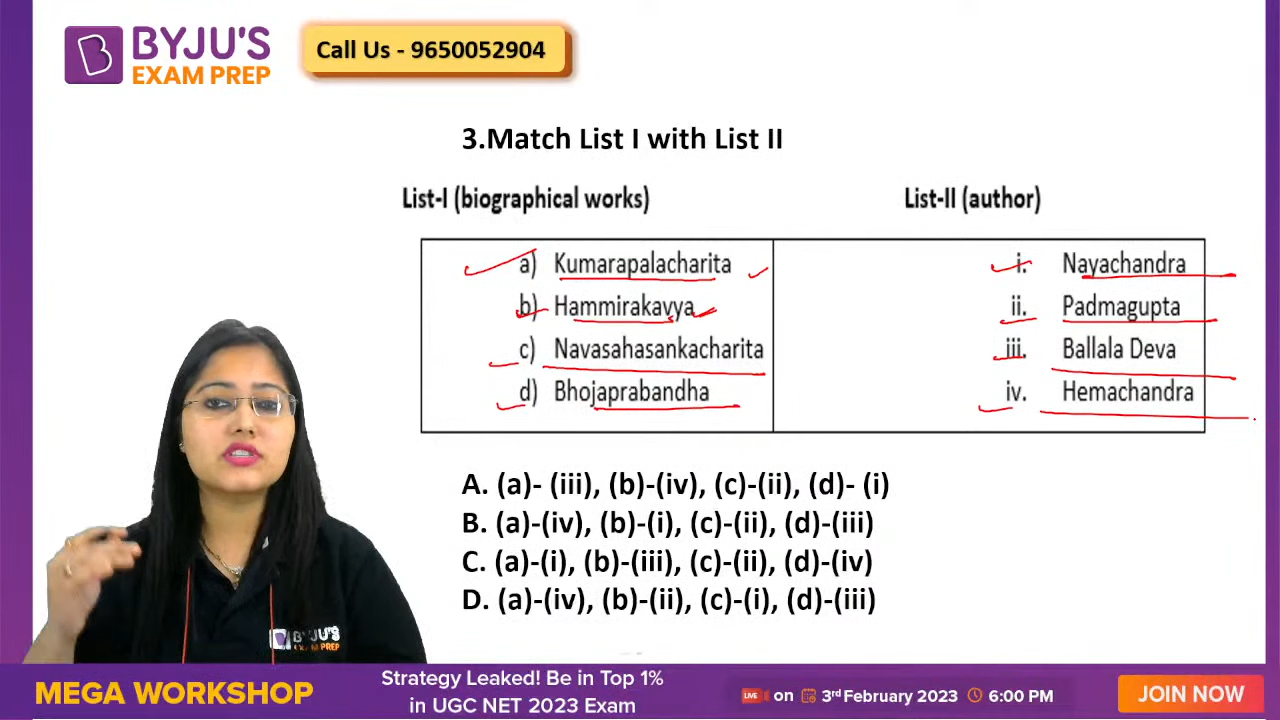 BYJU'S
EXAM PREP
Call Us - 9650052904
3.Match List I with List II
List-I (biographical works) List-II (author)
a) Kumarapalacharita i. Nayachandra
b) Hammirakavya ii. Padmagupta
c) Navasahasankacharita iii. Ballala Deva
d) Bhojaprabandha iv. Hemachandra
A. (a)- (iii), (b)-(iv), (c)-(ii), (d)- (i)
B. (a)-(iv), (b)-(i), (c)-(ii), (d)-(iii)
C. (a)-(i), (b)-(iii), (c)-(ii), (d)-(iv)
D. (a)-(iv), (b)-(ii), (c)-(i), (d)-(iii)
BYJU'S
EXAM PREP
MEGA WORKSHOP
Strategy Leaked! Be in Top 1%
in UGC NET 2023 Exam
LIVE on 3rd February 2023 6:00 PM
JOIN NOW